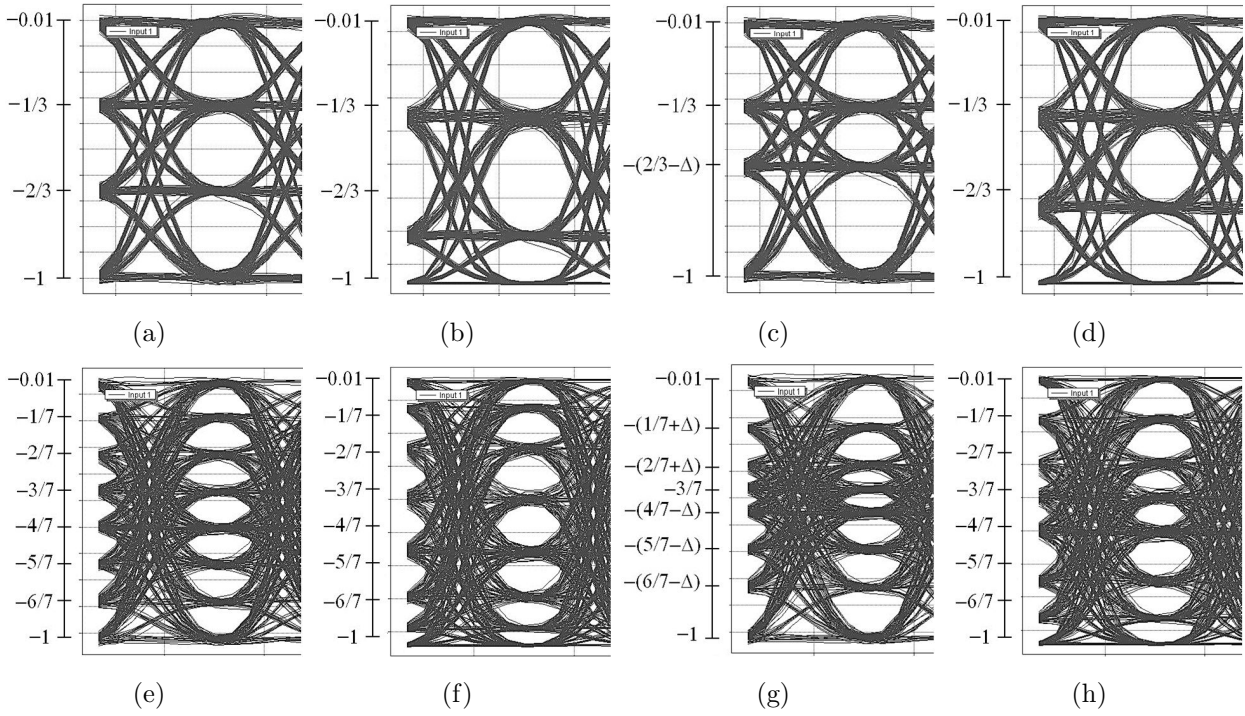 −0.01
Input 1
−1/3
−2/3
−1
(a)
−0.01
Input 1
−1/3
−2/3
−1
(b)
−0.01
Input 1
−1/3
−(2/3−Δ)
−1
(c)
−0.01
Input 1
−1/3
−2/3
−1
(d)
−0.01
Input 1
−1/7
−2/7
−3/7
−4/7
−5/7
−6/7
−1
(e)
−0.01
Input 1
−1/7
−2/7
−3/7
−4/7
−5/7
−6/7
−1
(f)
−0.01
Input 1
−(1/7+Δ)
−(2/7+Δ)
−3/7
−(4/7−Δ)
−(5/7−Δ)
−(6/7−Δ)
−1
(g)
−0.01
Input 1
−1/7
−2/7
−3/7
−4/7
−5/7
−6/7
−1
(h)